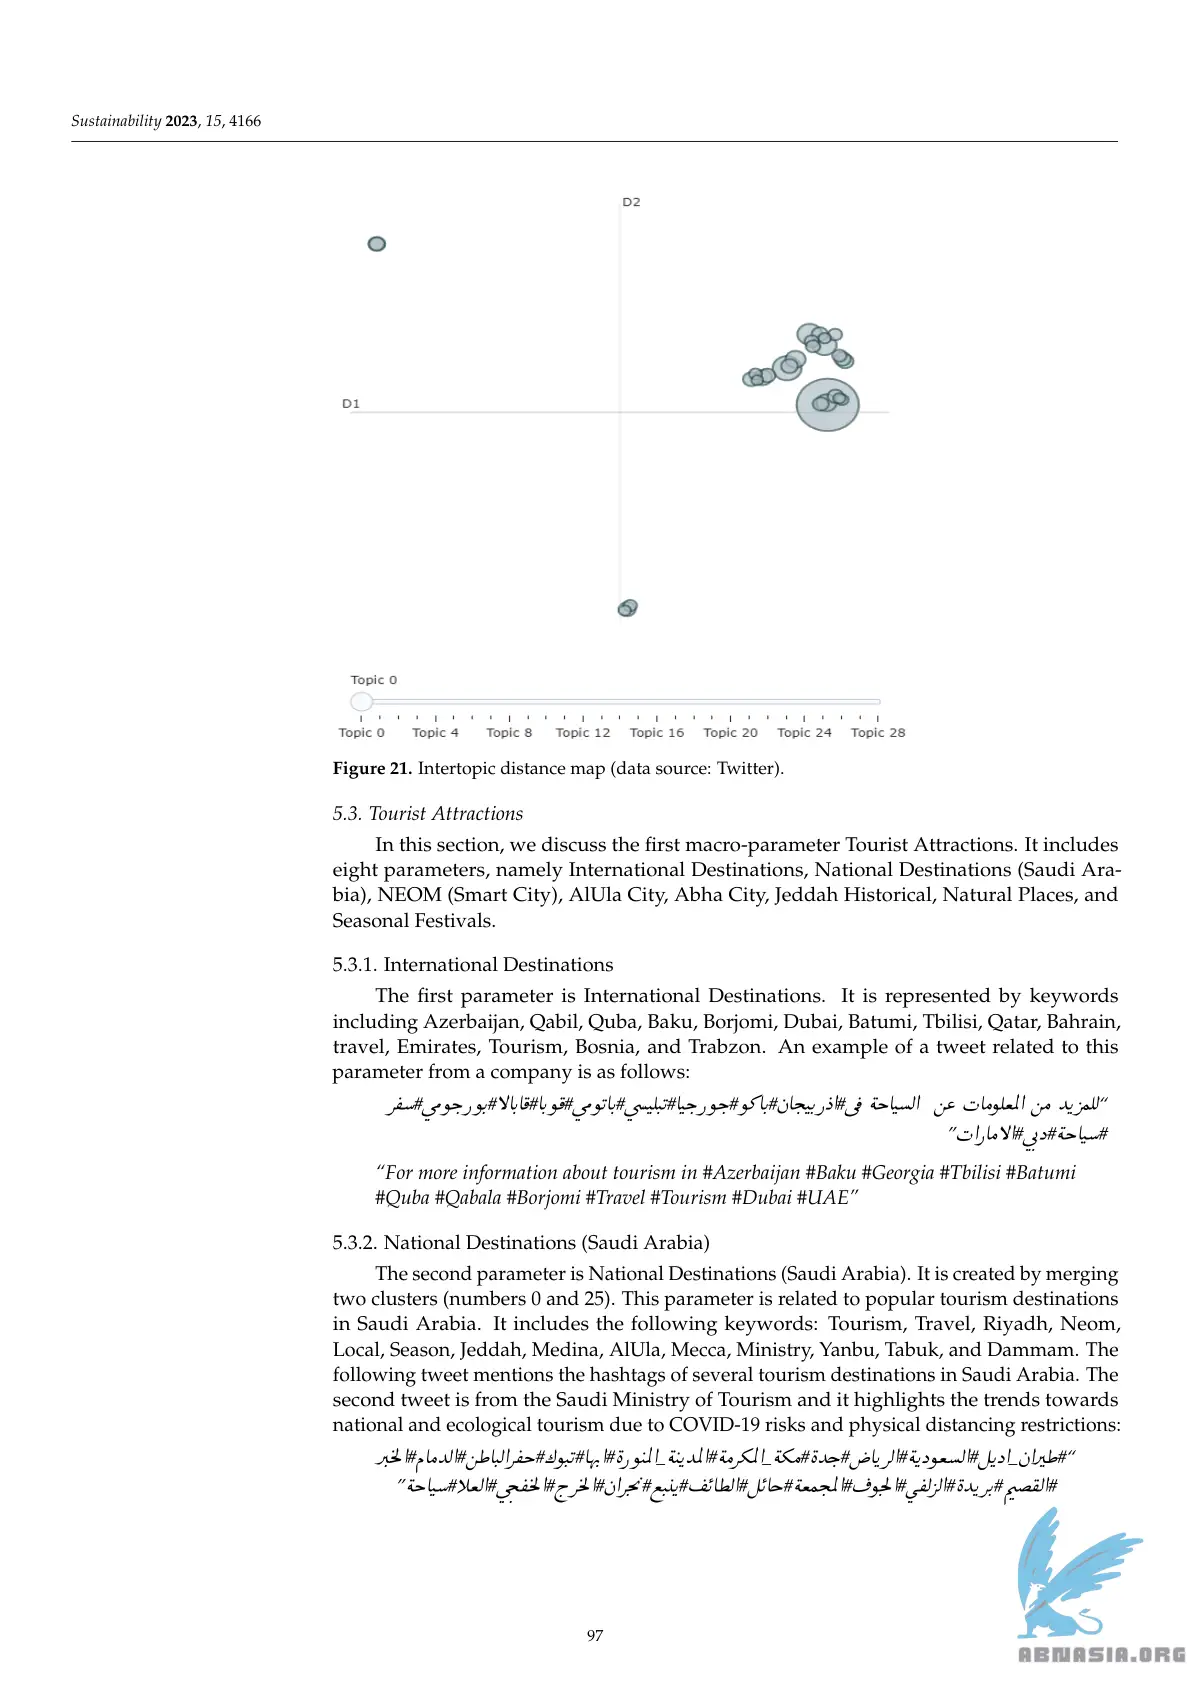 Sustainability 2023, 15, 4166
D2
D1
Topic 0
Topic 0 Topic 4 Topic 8 Topic 12 Topic 16 Topic 20 Topic 24 Topic 28
Figure 21. Intertopic distance map (data source: Twitter).
5.3. Tourist Attractions
In this section, we discuss the first macro-parameter Tourist Attractions. It includes
eight parameters, namely International Destinations, National Destinations (Saudi Ara-
bia), NEOM (Smart City), AlUla City, Abha City, Jeddah Historical, Natural Places, and
Seasonal Festivals.
5.3.1. International Destinations
The first parameter is International Destinations. It is represented by keywords
including Azerbaijan, Qabil, Quba, Baku, Borjomi, Dubai, Batumi, Tbilisi, Qatar, Bahrain,
travel, Emirates, Tourism, Bosnia, and Trabzon. An example of a tweet related to this
parameter from a company is as follows:
“للمزيد من المعلومات عن السياحة فى#اذربيجان#باكو#جورجيا#تبليسي#باتومي#قوبا#قابالا#بورجومي#سفر
#سياحة#دبي#الامارات”
“For more information about tourism in #Azerbaijan #Baku #Georgia #Tbilisi #Batumi
#Quba #Qabala #Borjomi #Travel #Tourism #Dubai #UAE”
5.3.2. National Destinations (Saudi Arabia)
The second parameter is National Destinations (Saudi Arabia). It is created by merging
two clusters (numbers 0 and 25). This parameter is related to popular tourism destinations
in Saudi Arabia. It includes the following keywords: Tourism, Travel, Riyadh, Neom,
Local, Season, Jeddah, Medina, AlUla, Mecca, Ministry, Yanbu, Tabuk, and Dammam. The
following tweet mentions the hashtags of several tourism destinations in Saudi Arabia. The
second tweet is from the Saudi Ministry of Tourism and it highlights the trends towards
national and ecological tourism due to COVID-19 risks and physical distancing restrictions:
“#طيران_اديل#السعودية#الرياض#جدة#مكة_المكرمة#المدينة_المنورة#ابها#تبوك#حفرالباطن#الدمام#الخبر
#القصيم#بريدة#الزلفي#الجوف#المجمعة#حائل#الطائف#ينبع#نجران#الخرج#الخفجي#العلا#سياحة”
97
ABNASIA.ORG